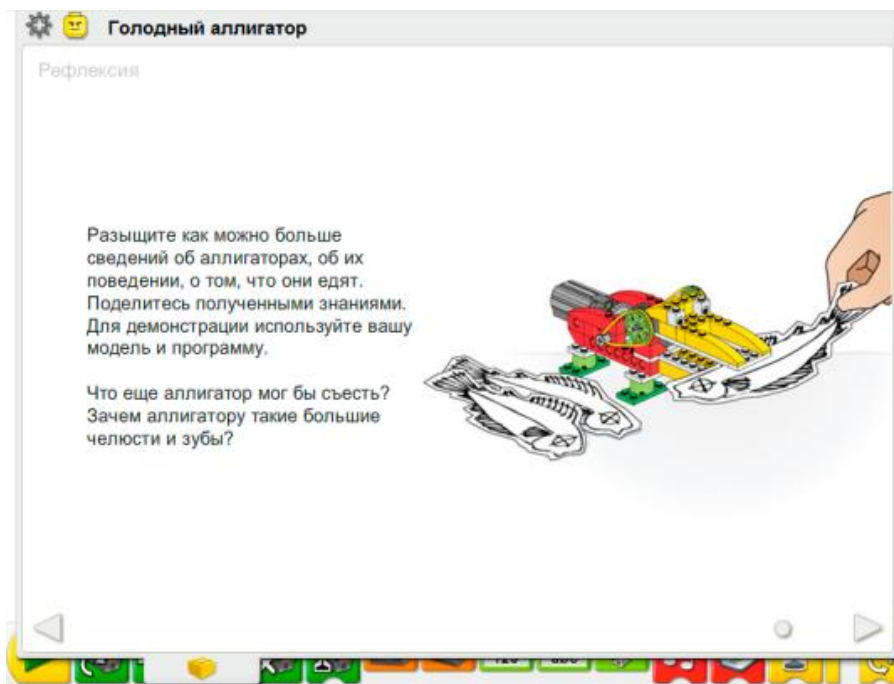 Голодный аллигатор
Рефлексия
Разыщите как можно больше
сведений об аллигаторах, об их
поведении, о том, что они едят.
Поделитесь полученными знаниями.
Для демонстрации используйте вашу
модель и программу.
Что еще аллигатор мог бы съесть?
Зачем аллигатору такие большие
челюсти и зубы?